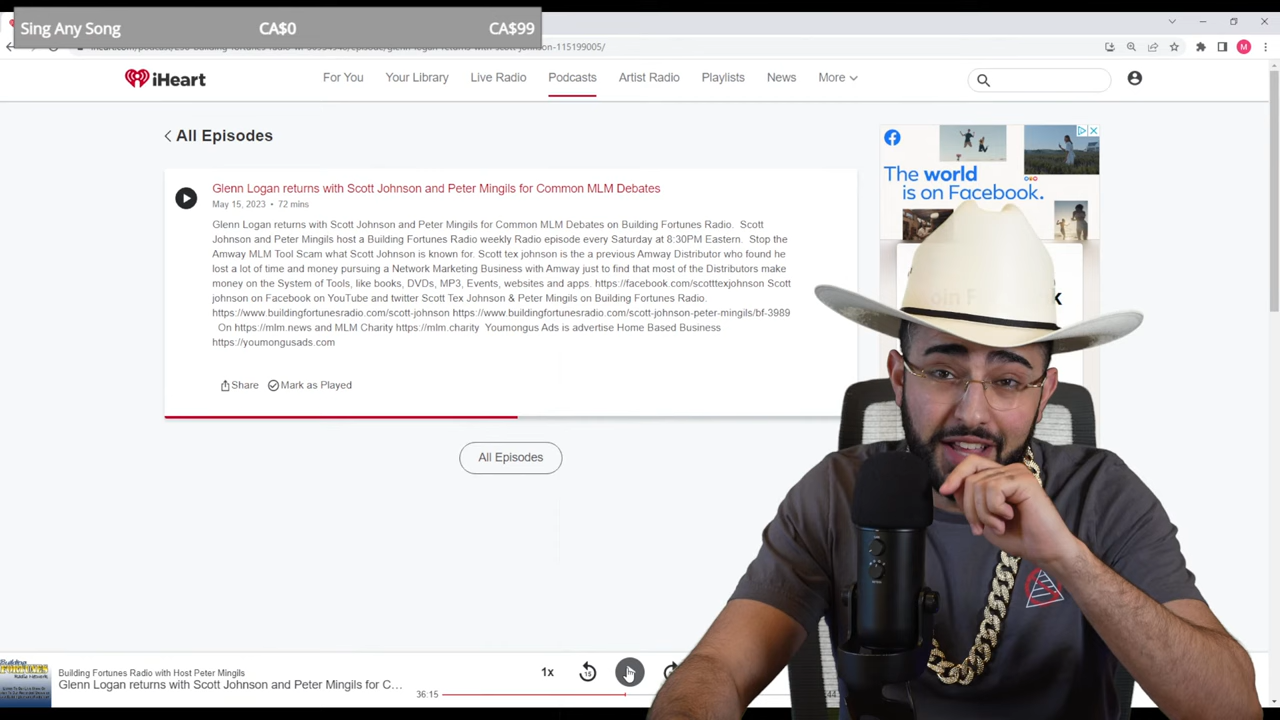 Sing Any Song CA$0 CA$99
iHeart For You Your Library Live Radio Podcasts Artist Radio Playlists News More
All Episodes
Glenn Logan returns with Scott Johnson and Peter Mingils for Common MLM Debates
May 15, 2023 • 72 mins
Glenn Logan returns with Scott Johnson and Peter Mingils for Common MLM Debates on Building Fortunes Radio. Scott
Johnson and Peter Mingils host a Building Fortunes Radio weekly Radio episode every Saturday at 8:30PM Eastern. Stop the
Amway MLM Tool Scam what Scott Johnson is known for. Scott tex johnson is the a previous Amway Distributor who found he
lost a lot of time and money pursuing a Network Marketing Business with Amway just to find that most of the Distributors make
money on the System of Tools, like books, DVDs, MP3, Events, websites and apps. https://facebook.com/scotttexjohnson Scott
johnson on Facebook on YouTube and twitter Scott Tex Johnson & Peter Mingils on Building Fortunes Radio.
https://www.buildingfortunesradio.com/scott-johnson https://www.buildingfortunesradio.com/scott-johnson-peter-mingils/bf-3989
On https://mlm.news and MLM Charity https://mlm.charity Youmongus Ads is advertise Home Based Business
https://youmongusads.com
Share Mark as Played
All Episodes
The world
is on Facebook.
Building Fortunes Radio with Host Peter Mingils
Glenn Logan returns with Scott Johnson and Peter Mingils for C...
1x 15
36:15
M